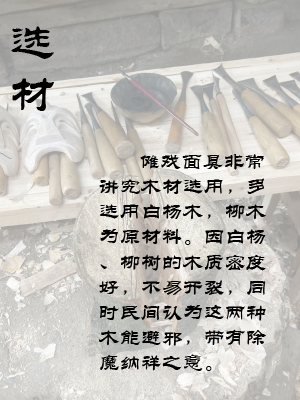 选材
傩戏面具非常
讲究木材选用，多
选用白杨木，柳木
为原材料。因白杨
、柳树的木质密度
好，不易开裂，同
时民间认为这两种
木能避邪，带有除
魔纳祥之意。